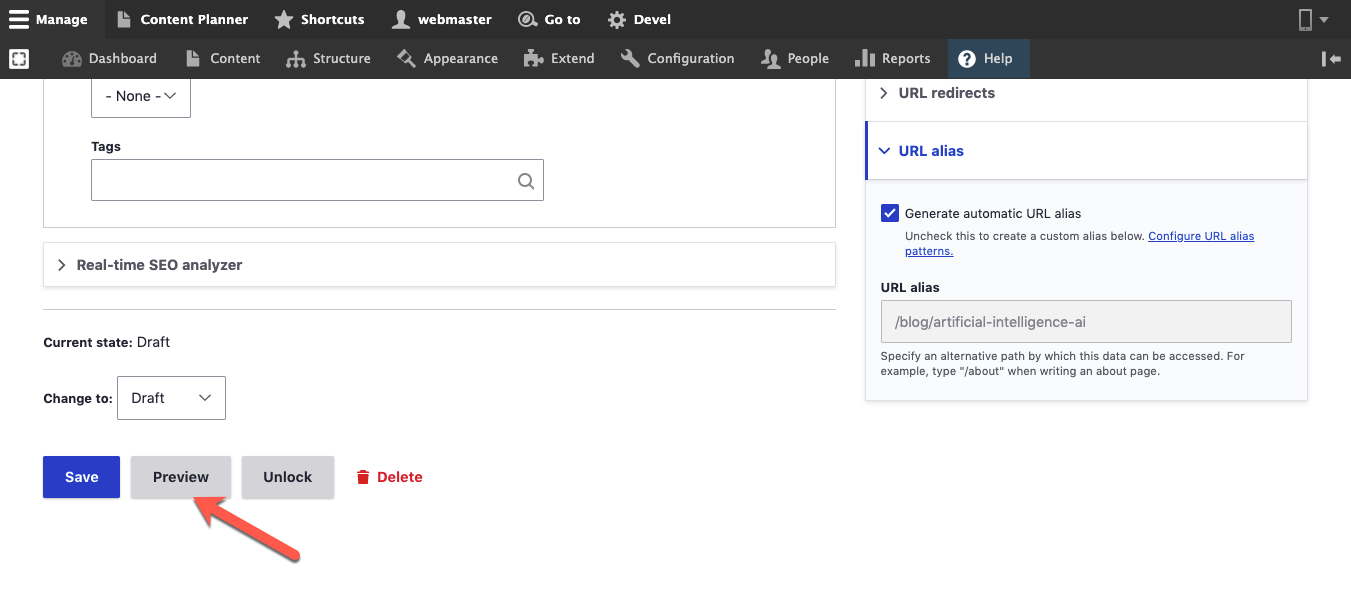 Manage
Content Planner
Shortcuts
webmaster
Go to
Devel
Dashboard
Content
Structure
Appearance
Extend
Configuration
People
Reports
Help
- None -
Tags
Real-time SEO analyzer
Current state: Draft
Change to: Draft
Save
Preview
Unlock
Delete
URL redirects
URL alias
Generate automatic URL alias
Uncheck this to create a custom alias below. Configure URL alias
patterns.
URL alias
/blog/artificial-intelligence-ai
Specify an alternative path by which this data can be accessed. For
example, type "/about" when writing an about page.